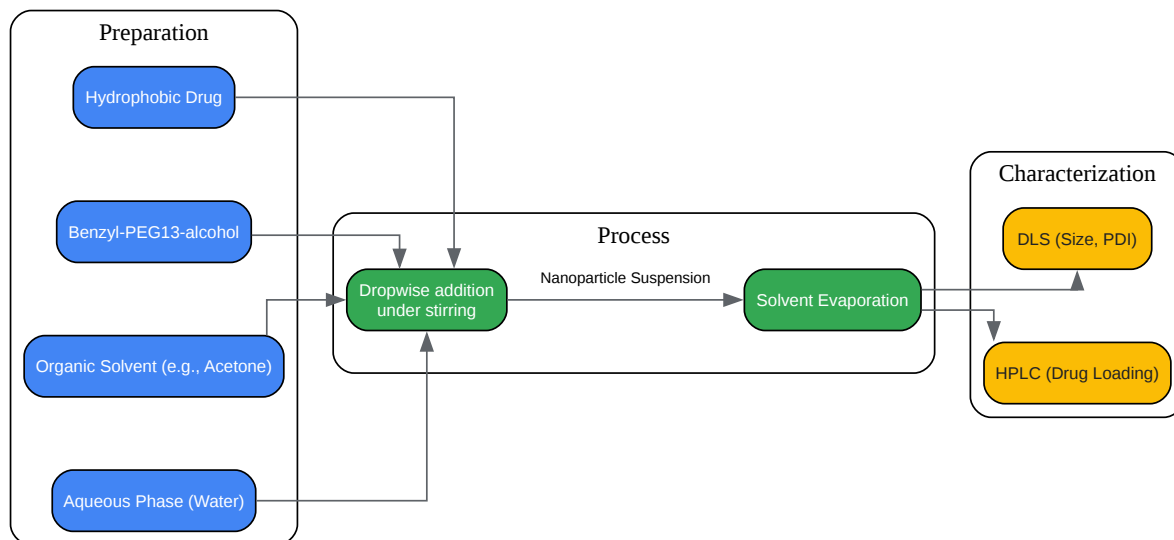 Preparation
Hydrophobic Drug
Benzyl-PEG13-alcohol
Organic Solvent (e.g., Acetone)
Aqueous Phase (Water)
Process
Dropwise addition
under stirring
Nanoparticle Suspension
Solvent Evaporation
Characterization
DLS (Size, PDI)
HPLC (Drug Loading)